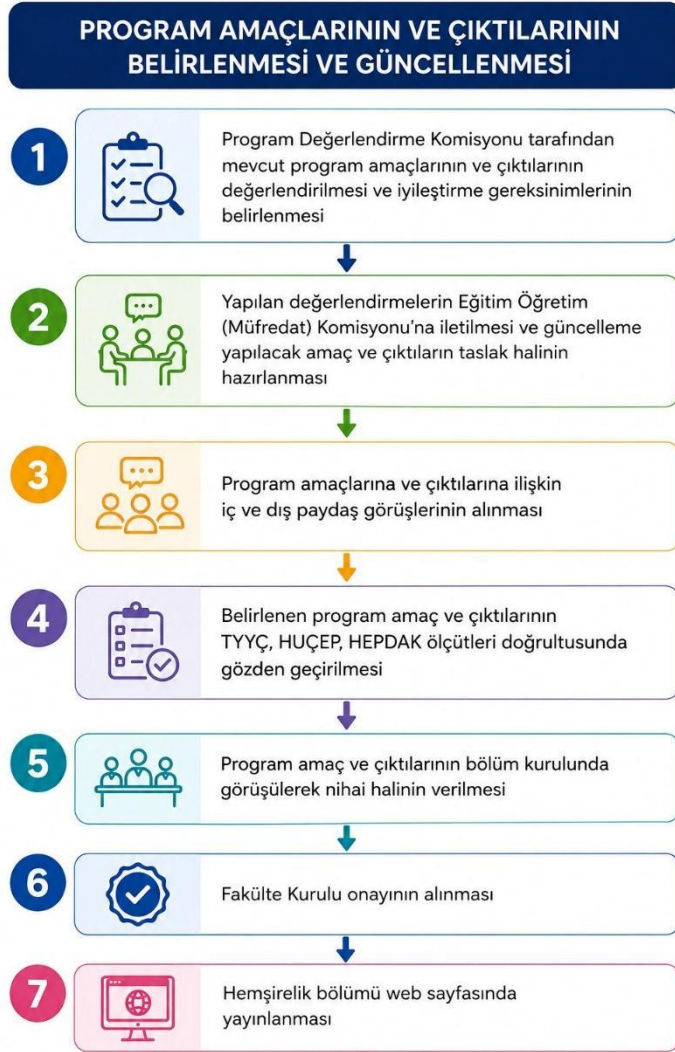 PROGRAM AMAÇLARININ VE ÇIKTILARININ
BELİRLENMESİ VE GÜNCELLENMESİ
1
Program Değerlendirme Komisyonu tarafından
mevcut program amaçlarının ve çıktılarının
değerlendirilmesi ve iyileştirme gereksinimlerinin
belirlenmesi
2
Yapılan değerlendirmelerin Eğitim Öğretim
(Müfredat) Komisyonu'na iletilmesi ve güncelleme
yapılacak amaç ve çıktıların taslak halinin
hazırlanması
3
Program amaçlarına ve çıktılarına ilişkin
iç ve dış paydaş görüşlerinin alınması
4
Belirlenen program amaç ve çıktılarının
TYYÇ, HUÇEP, HEPDAK ölçütleri doğrultusunda
gözden geçirilmesi
5
Program amaç ve çıktılarının bölüm kurulunda
görüşülerek nihai halinin verilmesi
6
Fakülte Kurulu onayının alınması
7
Hemşirelik bölümü web sayfasında
yayınlanması